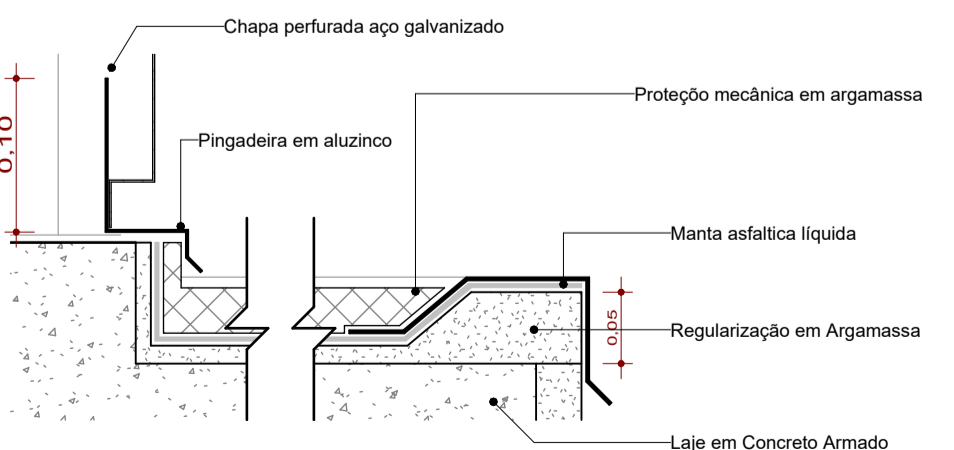 Chapa perfurada aço galvanizado
Proteção mecânica em argamassa
0,10
Pingadeira em aluzinco
Manta asfaltica líquida
0,05
Regularização em Argamassa
Laje em Concreto Armado